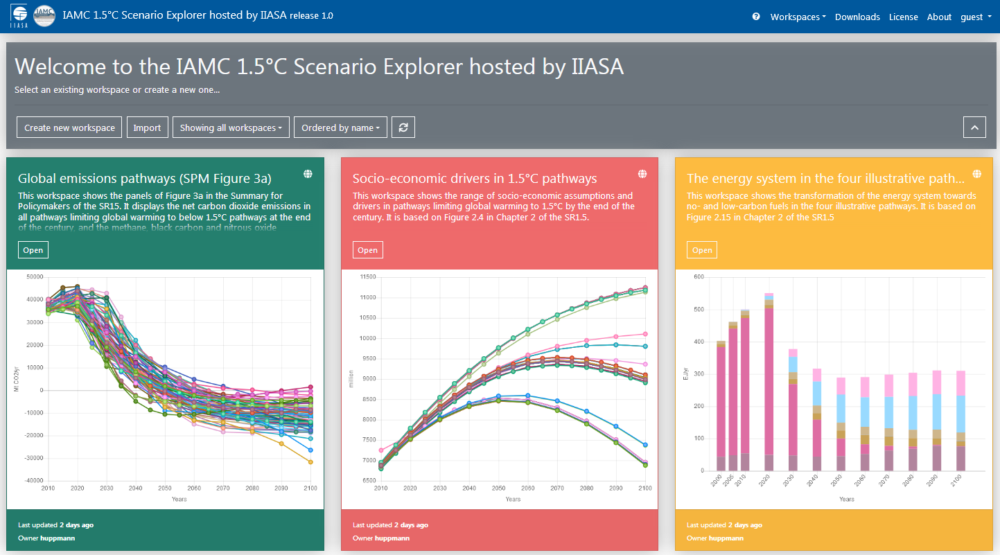 IIASA
IAMC
IAMC 1.5°C Scenario Explorer hosted by IIASA release 1.0
Workspaces
Downloads
License
About
guest
Welcome to the IAMC 1.5°C Scenario Explorer hosted by IIASA
Select an existing workspace or create a new one...
Create new workspace
Import
Showing all workspaces
Ordered by name
Global emissions pathways (SPM Figure 3a)
This workspace shows the panels of Figure 3a in the Summary for
Policymakers of the SR15. It displays the net carbon dioxide emissions in
all pathways limiting global warming to below 1.5°C pathways at the end
of the century, and the methane, black carbon and nitrous oxide
Open
50000
40000
30000
20000
10000
0
-10000
-20000
-30000
-40000
Mt CO2/yr
2010 2020 2030 2040 2050 2060 2070 2080 2090 2100
Years
Last updated 2 days ago
Owner huppmann
Socio-economic drivers in 1.5°C pathways
This workspace shows the range of socio-economic assumptions and
drivers in pathways limiting global warming to 1.5°C by the end of the
century. It is based on Figure 2.4 in Chapter 2 of the SR1.5.
Open
11500
11000
10500
10000
9500
9000
8500
8000
7500
7000
6500
million
2010 2020 2030 2040 2050 2060 2070 2080 2090 2100
Years
Last updated 2 days ago
Owner huppmann
The energy system in the four illustrative path...
This workspace shows the transformation of the energy system towards
no- and low-carbon fuels in the four illustrative pathways. It is based on
Figure 2.15 in Chapter 2 of the SR1.5
Open
600
500
400
300
200
100
0
EJ/yr
2000 2005 2010 2020 2030 2040 2050 2060 2070 2080 2090 2100
Years
Last updated 2 days ago
Owner huppmann